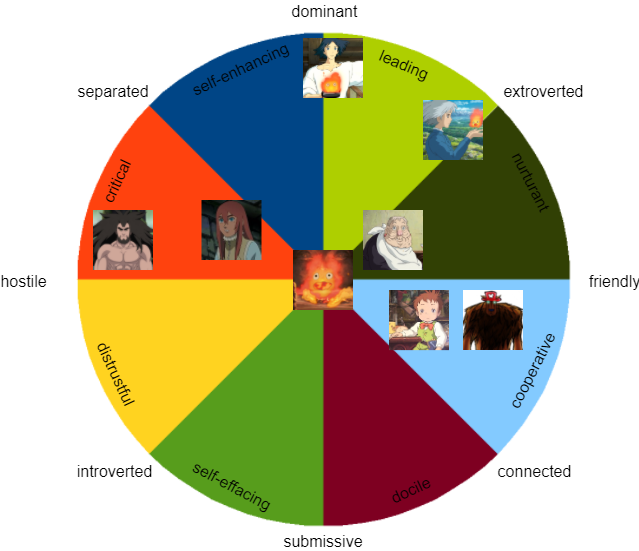 dominant
self-enhancing
leading
separated
extroverted
critical
nurturant
hostile
friendly
distrustful
cooperative
introverted
self-effacing
docile
connected
submissive